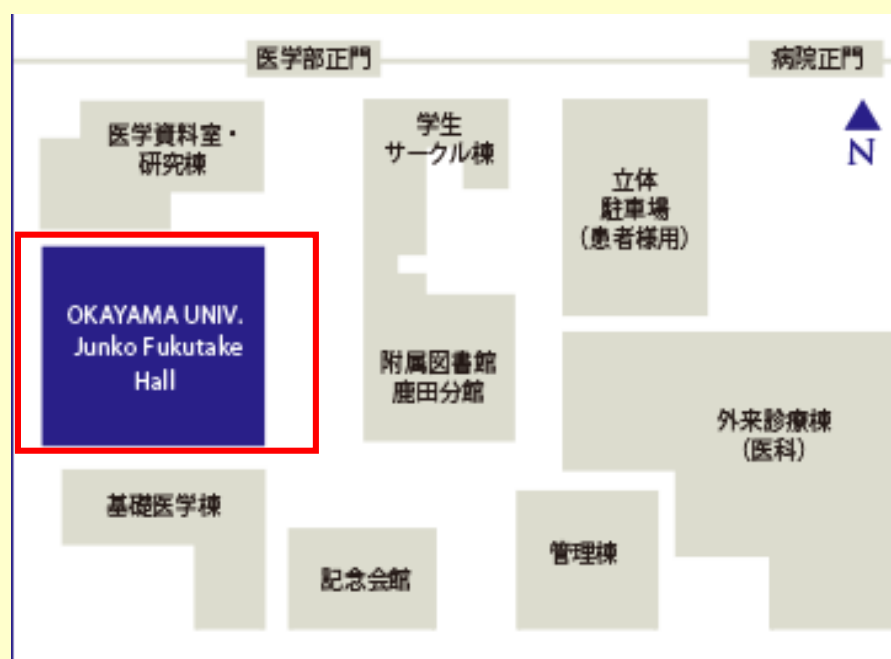 医学部正門
病院正門
医学資料室・
研究棟
学生
サークル棟
立体
駐車場
（患者様用）
N
OKAYAMA UNIV.
Junko Fukutake
Hall
附属図書館
鹿田分館
外来診療棟
（医科）
基礎医学棟
記念会館
管理棟